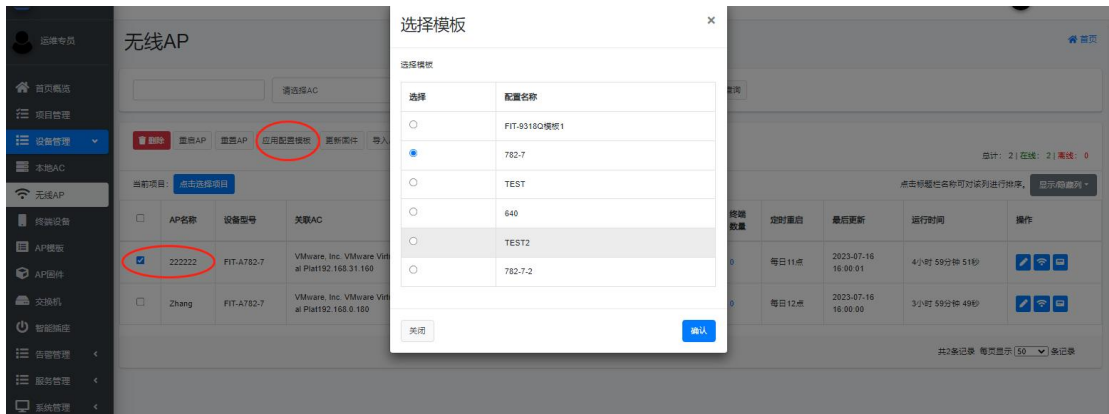 运维专员
无线AP
首页
首页概览
项目管理
设备管理
本地AC
无线AP
终端设备
AP模板
AP固件
交换机
智能插座
告警管理
服务管理
系统管理
请选择AC
查询
删除
重启AP
重置AP
应用配置模板
更新固件
导入
总计: 2|在线: 2|离线: 0
当前项目: 点击选择项目
点击标题栏名称可对该列进行排序。
显示/隐藏列
AP名称 设备型号 关联AC 终端数量 定时重启 最后更新 运行时间 操作
222222 FIT-A782-7 VMware, Inc. VMware Virtu
al Plat192.168.31.160 0 每日11点 2023-07-16
16:00:01 4小时 59分钟 51秒
Zhang FIT-A782-7 VMware, Inc. VMware Virtu
al Plat192.168.0.180 0 每日12点 2023-07-16
16:00:00 3小时 59分钟 49秒
共2条记录 每页显示 50 条记录
选择模板
×
选择模板
选择 配置名称
FIT-9318Q模板1
782-7
TEST
640
TEST2
782-7-2
关闭
确认